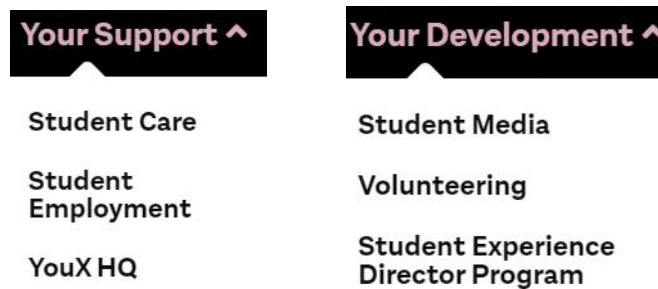 Your Support
Student Care
Student
Employment
YouX HQ
Your Development
Student Media
Volunteering
Student Experience
Director Program